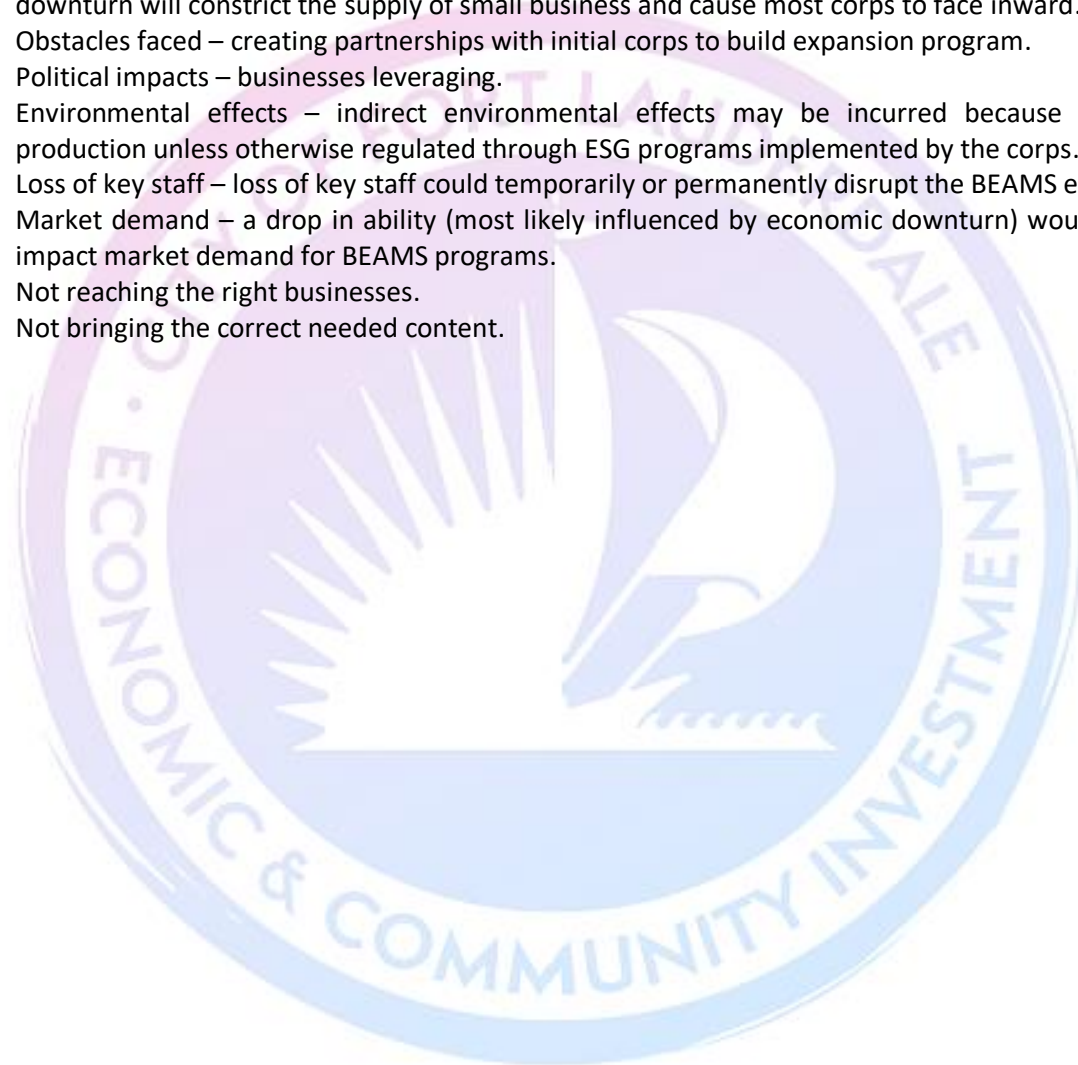 downturn will constrict the supply of small business and cause most corps to face inward.
Obstacles faced – creating partnerships with initial corps to build expansion program.
Political impacts – businesses leveraging.
Environmental effects – indirect environmental effects may be incurred because
production unless otherwise regulated through ESG programs implemented by the corps.
Loss of key staff – loss of key staff could temporarily or permanently disrupt the BEAMS e
Market demand – a drop in ability (most likely influenced by economic downturn) wou
impact market demand for BEAMS programs.
Not reaching the right businesses.
Not bringing the correct needed content.
CITY OF FORT LAUDERDALE
ECONOMIC & COMMUNITY INVESTMENT